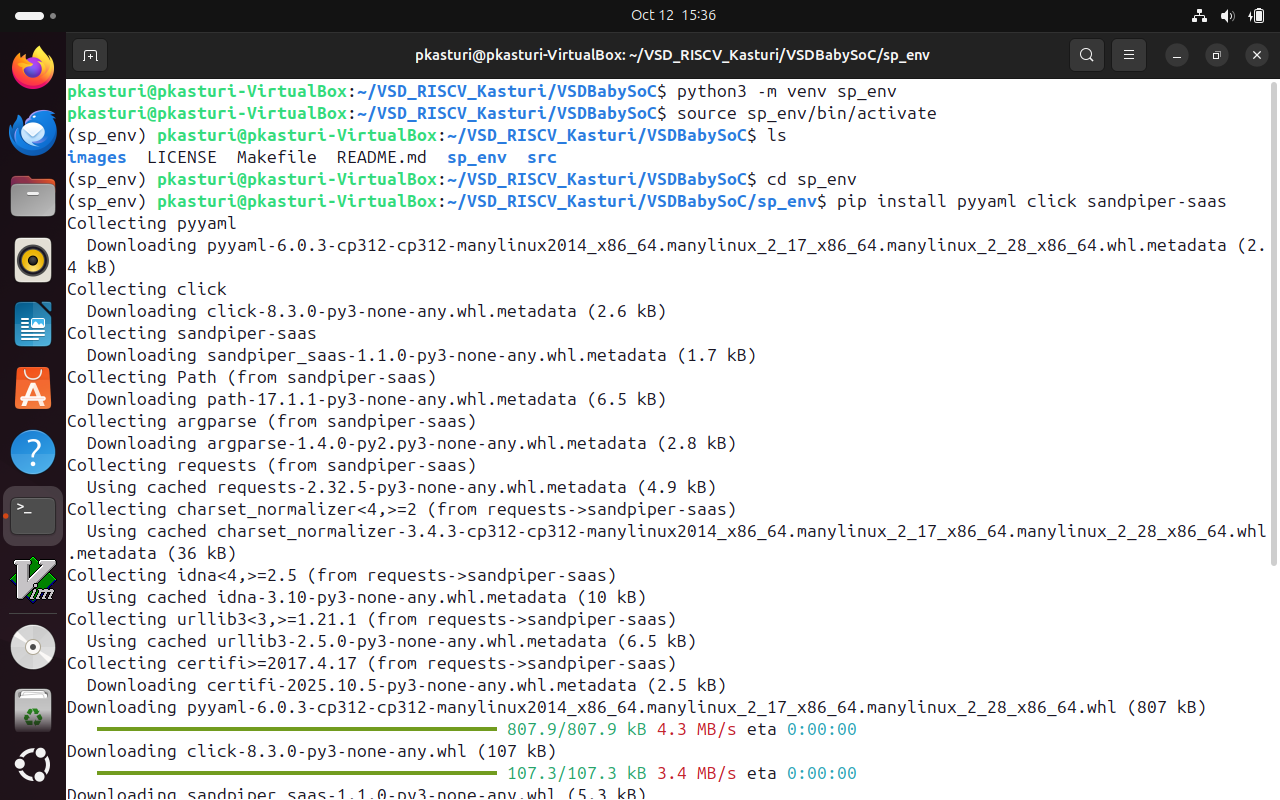 Oct 12 15:36
pkasturi@pkasturi-VirtualBox: ~/VSD_RISCV_Kasturi/VSDBabySoC/sp_env
pkasturi@pkasturi-VirtualBox:~/VSD_RISCV_Kasturi/VSDBabySoC$ python3 -m venv sp_env
pkasturi@pkasturi-VirtualBox:~/VSD_RISCV_Kasturi/VSDBabySoC$ source sp_env/bin/activate
(sp_env) pkasturi@pkasturi-VirtualBox:~/VSD_RISCV_Kasturi/VSDBabySoC$ ls
images  LICENSE  Makefile  README.md  sp_env  src
(sp_env) pkasturi@pkasturi-VirtualBox:~/VSD_RISCV_Kasturi/VSDBabySoC$ cd sp_env
(sp_env) pkasturi@pkasturi-VirtualBox:~/VSD_RISCV_Kasturi/VSDBabySoC/sp_env$ pip install pyyaml click sandpiper-saas
Collecting pyyaml
  Downloading pyyaml-6.0.3-cp312-cp312-manylinux2014_x86_64.manylinux_2_17_x86_64.manylinux_2_28_x86_64.whl.metadata (2.
4 kB)
Collecting click
  Downloading click-8.3.0-py3-none-any.whl.metadata (2.6 kB)
Collecting sandpiper-saas
  Downloading sandpiper_saas-1.1.0-py3-none-any.whl.metadata (1.7 kB)
Collecting Path (from sandpiper-saas)
  Downloading path-17.1.1-py3-none-any.whl.metadata (6.5 kB)
Collecting argparse (from sandpiper-saas)
  Downloading argparse-1.4.0-py2.py3-none-any.whl.metadata (2.8 kB)
Collecting requests (from sandpiper-saas)
  Using cached requests-2.32.5-py3-none-any.whl.metadata (4.9 kB)
Collecting charset_normalizer<4,>=2 (from requests->sandpiper-saas)
  Using cached charset_normalizer-3.4.3-cp312-cp312-manylinux2014_x86_64.manylinux_2_17_x86_64.manylinux_2_28_x86_64.whl
.metadata (36 kB)
Collecting idna<4,>=2.5 (from requests->sandpiper-saas)
  Using cached idna-3.10-py3-none-any.whl.metadata (10 kB)
Collecting urllib3<3,>=1.21.1 (from requests->sandpiper-saas)
  Using cached urllib3-2.5.0-py3-none-any.whl.metadata (6.5 kB)
Collecting certifi>=2017.4.17 (from requests->sandpiper-saas)
  Downloading certifi-2025.10.5-py3-none-any.whl.metadata (2.5 kB)
Downloading pyyaml-6.0.3-cp312-cp312-manylinux2014_x86_64.manylinux_2_17_x86_64.manylinux_2_28_x86_64.whl (807 kB)
807.9/807.9 kB 4.3 MB/s eta 0:00:00
Downloading click-8.3.0-py3-none-any.whl (107 kB)
107.3/107.3 kB 3.4 MB/s eta 0:00:00
Downloading sandpiper_saas-1.1.0-py3-none-any.whl (5.3 kB)